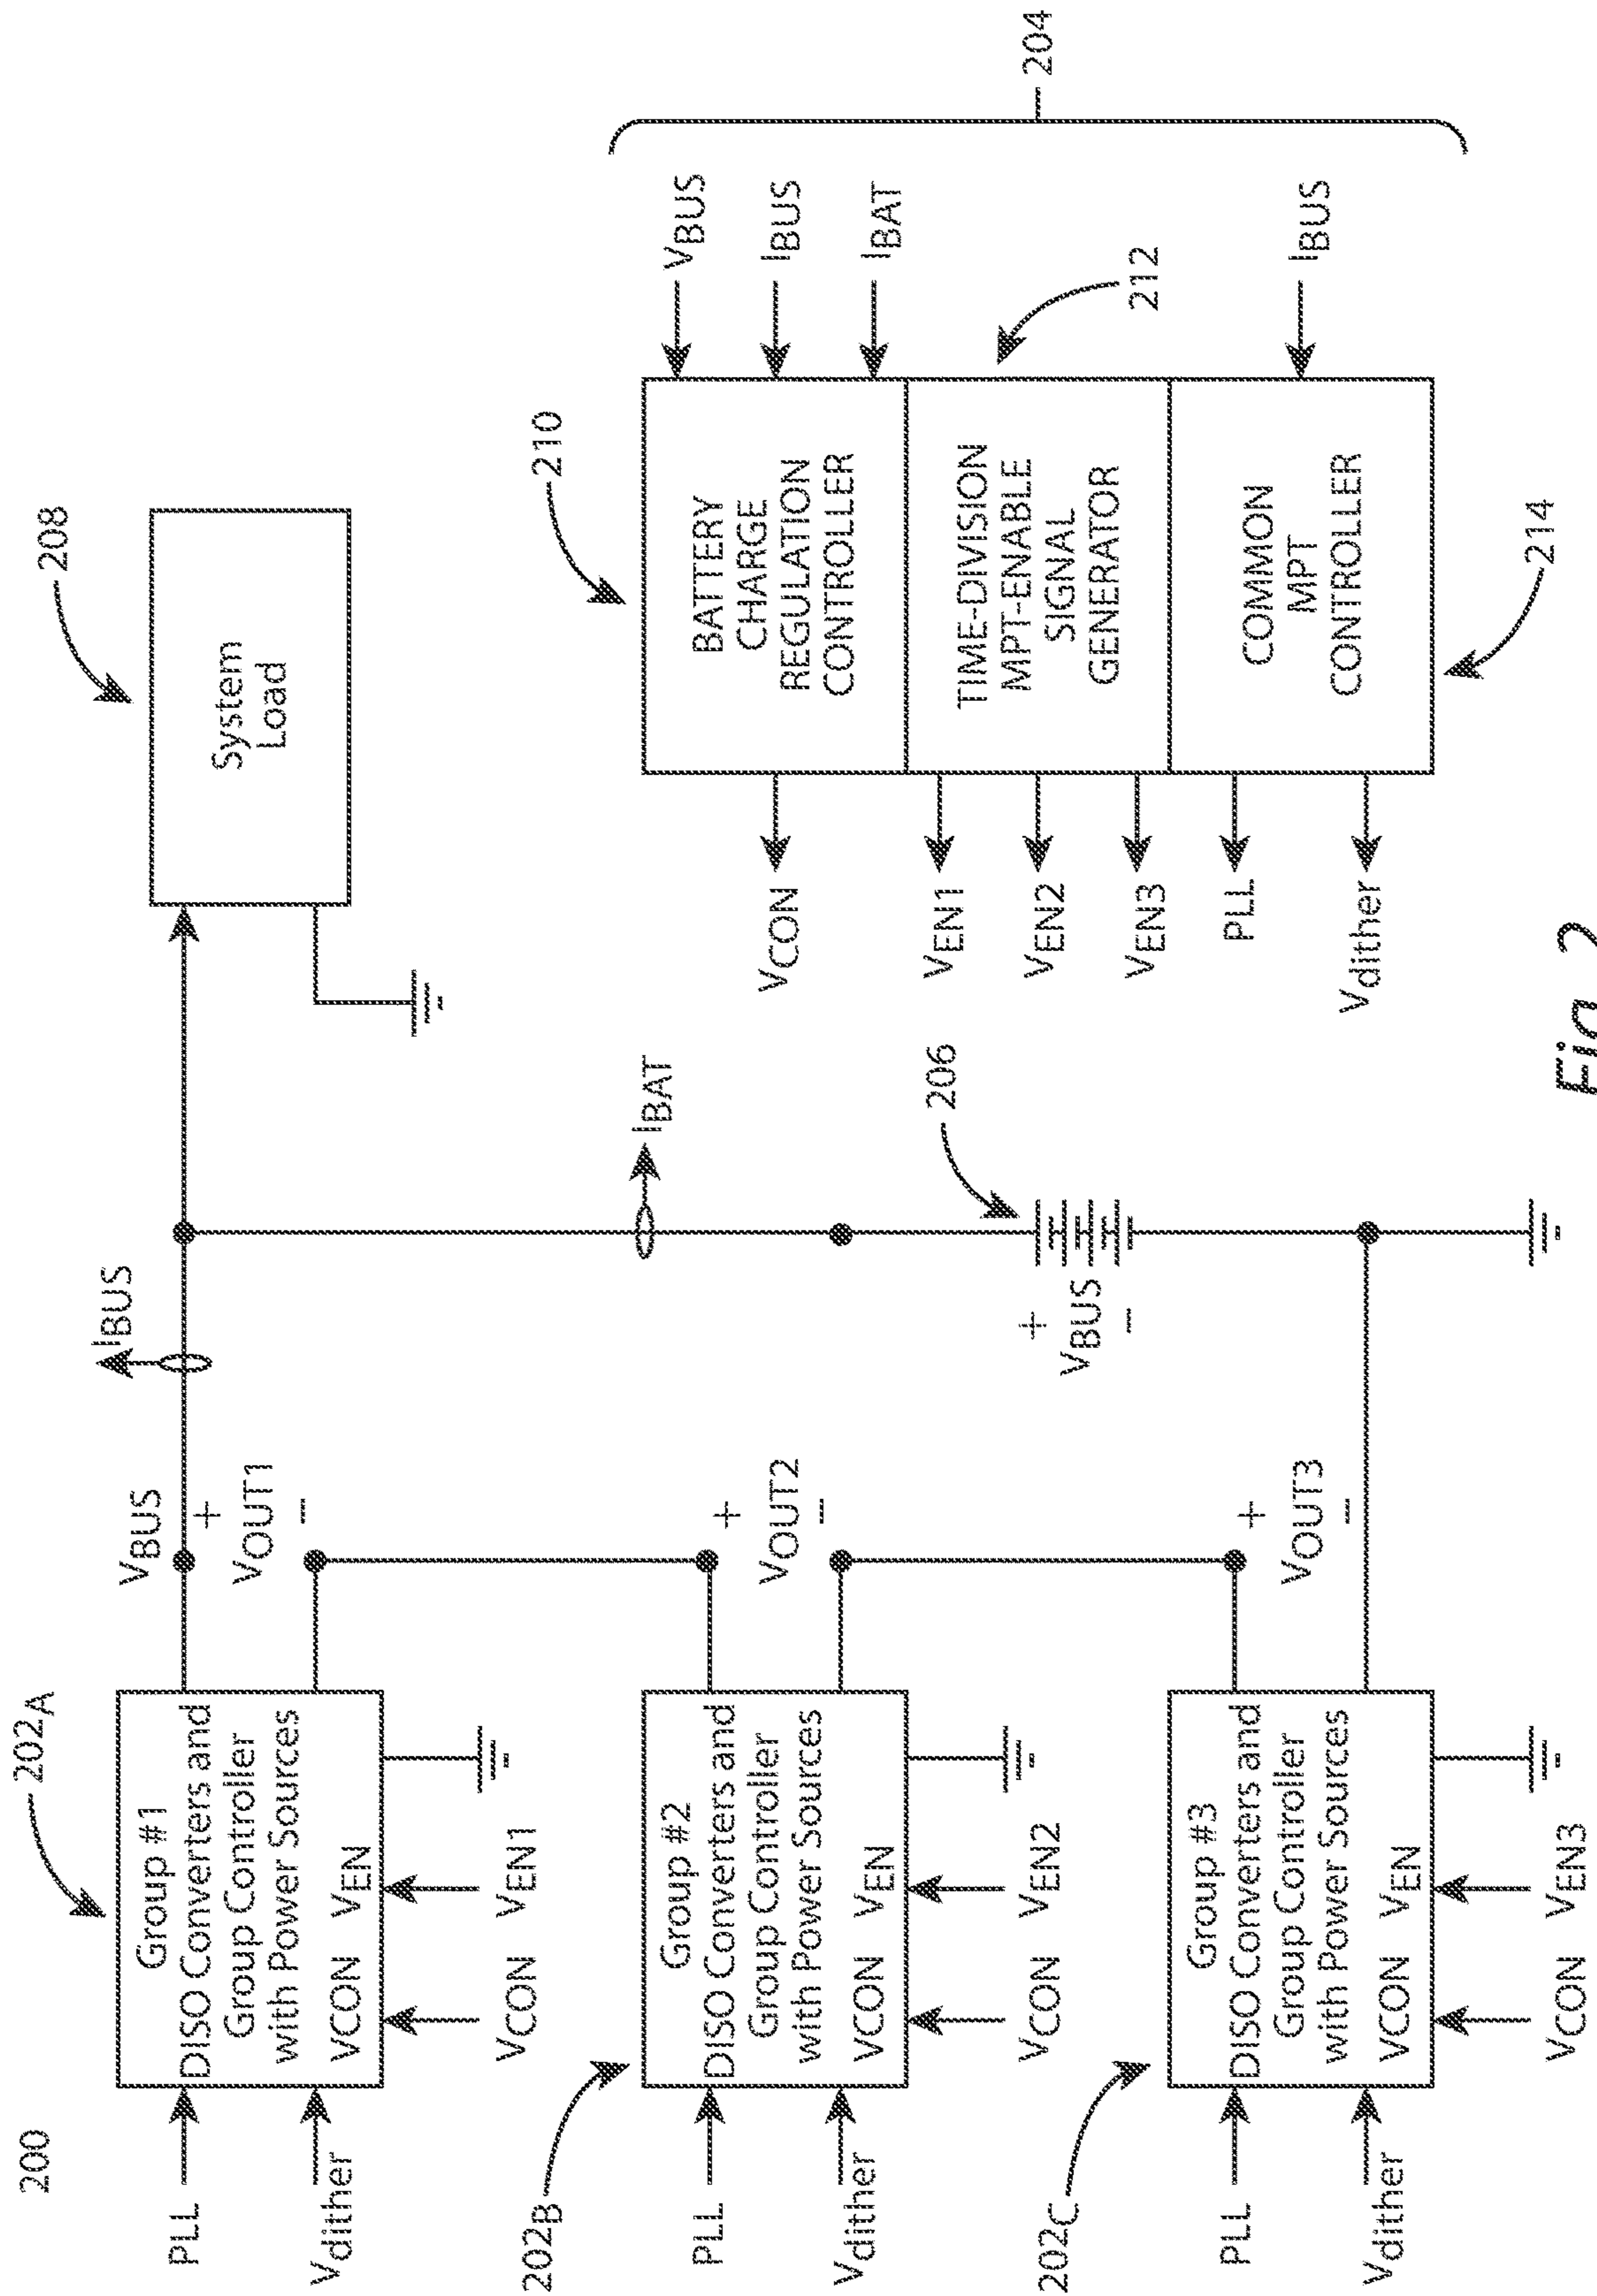 200
202A
Group #1
DISO Converters and
Group Controller
with Power Sources
VCON VEN
PLL
Vdither
VCON
VEN1
VBUS
+
VOUT1
−
IBUS
208
System
Load
202B
Group #2
DISO Converters and
Group Controller
with Power Sources
VCON VEN
PLL
Vdither
VCON
VEN2
+
VOUT2
−
IBAT
206
+
VBUS
−
202C
Group #3
DISO Converters and
Group Controller
with Power Sources
VCON VEN
PLL
Vdither
VCON
VEN3
+
VOUT3
−
210
BATTERY
CHARGE
REGULATION
CONTROLLER
VBUS
IBUS
IBAT
VCON
212
TIME-DIVISION
MPT-ENABLE
SIGNAL
GENERATOR
VEN1
VEN2
VEN3
COMMON
MPT
CONTROLLER
IBUS
PLL
Vdither
214
204
Fig. 2